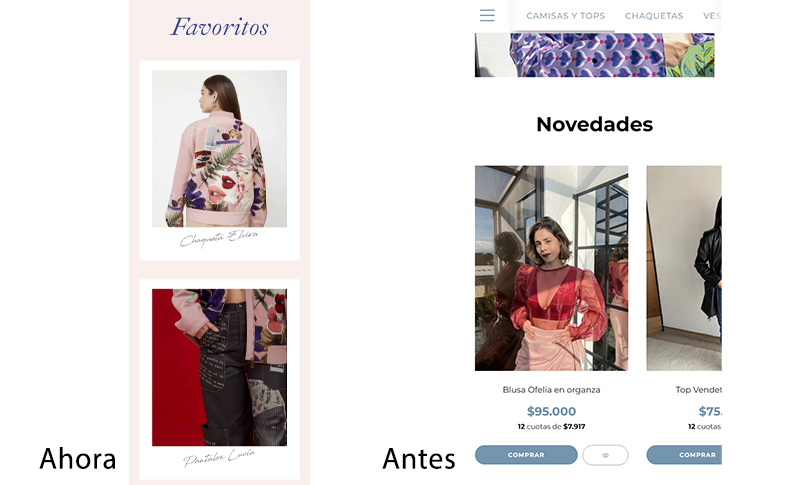 Favoritos
Chaqueta Elvira
Pantalon Lucía
Ahora
CAMISAS Y TOPS CHAQUETAS VES
Novedades
Blusa Ofelia en organza
$95.000
12 cuotas de $7.917
COMPRAR
Top Vendet
$75.
12 cuotas
COMPRAR
Antes